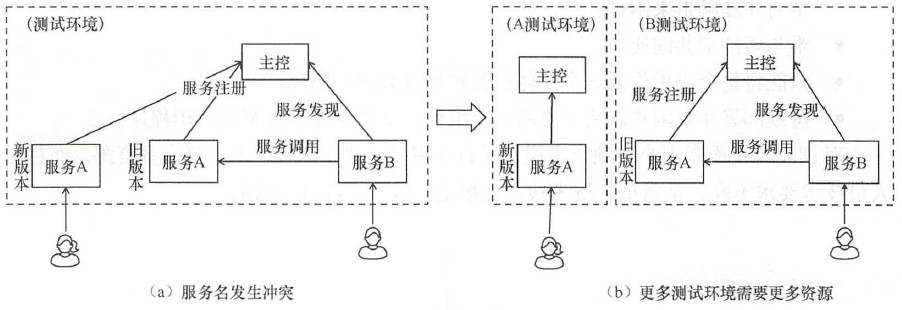 (测试环境)
主控
服务注册
服务发现
新版本
服务A
旧版本
服务A
服务调用
服务B
(a) 服务名发生冲突
(A测试环境)
主控
新版本
服务A
(B测试环境)
主控
服务注册
服务发现
旧版本
服务A
服务调用
服务B
(b) 更多测试环境需要更多资源